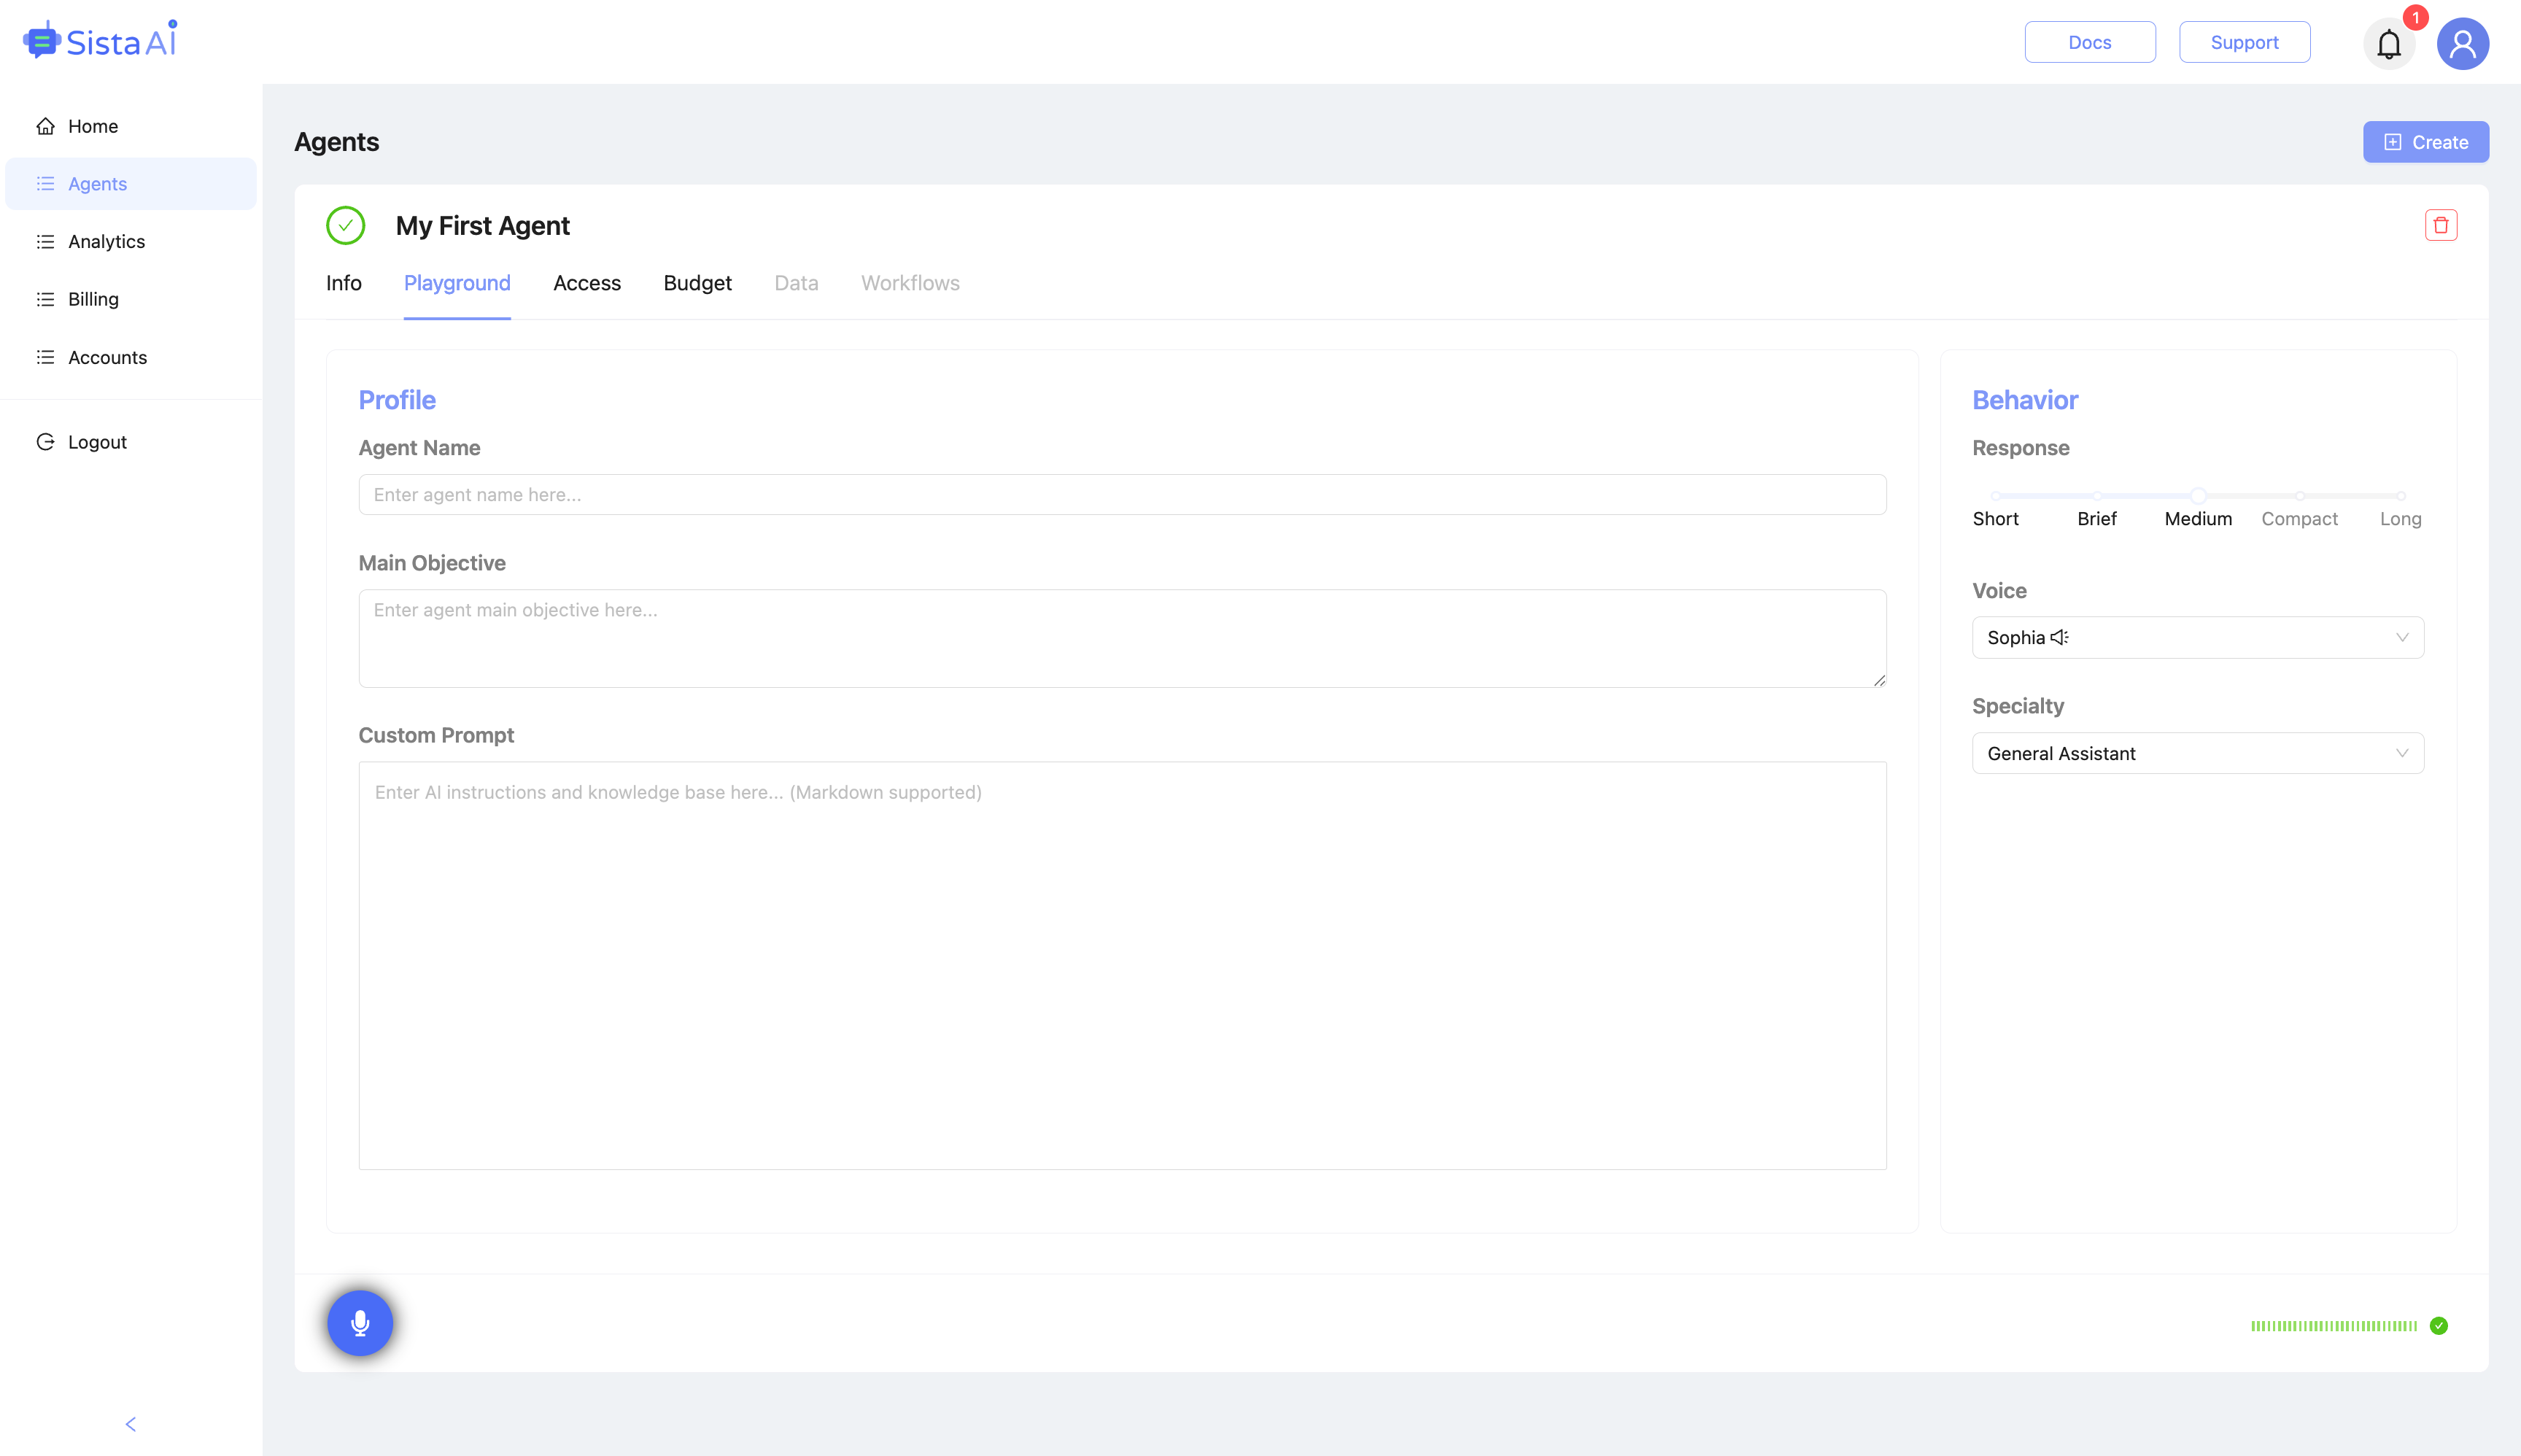 Sista AI
Docs
Support
1
Home
Agents
Analytics
Billing
Accounts
Logout
Agents
Create
My First Agent
Info
Playground
Access
Budget
Data
Workflows
Profile
Agent Name
Enter agent name here...
Main Objective
Enter agent main objective here...
Custom Prompt
Enter AI instructions and knowledge base here... (Markdown supported)
Behavior
Response
Short
Brief
Medium
Compact
Long
Voice
Sophia
Specialty
General Assistant